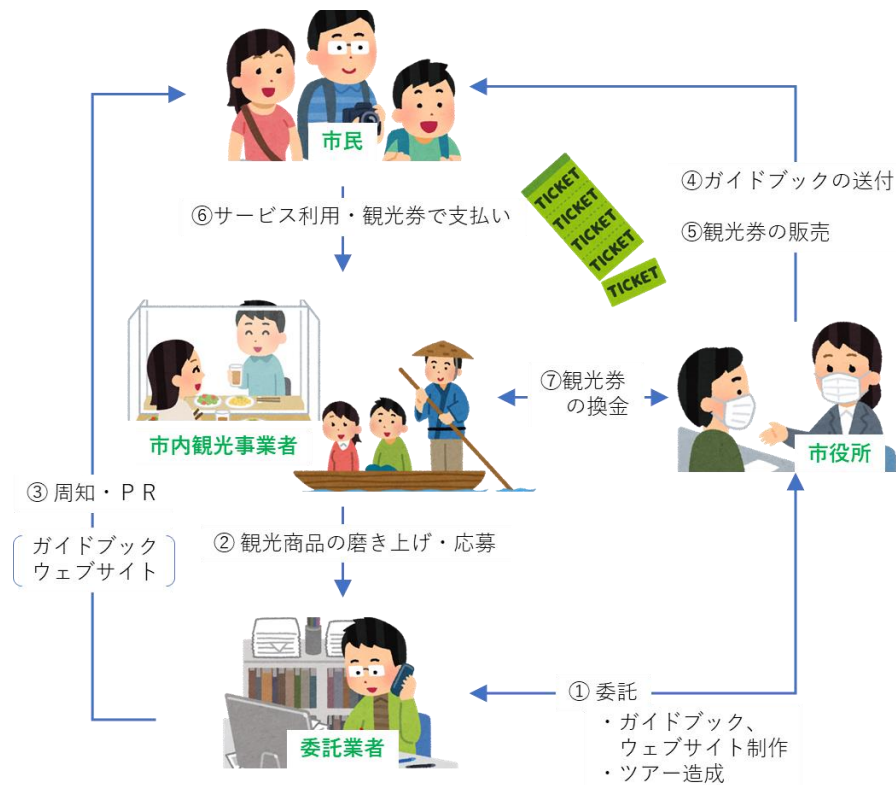 市民
④ガイドブックの送付
⑥サービス利用・観光券で支払い
⑤観光券の販売
TICKET
TICKET
TICKET
TICKET
TICKET
⑦観光券
の換金
市内観光事業者
市役所
③ 周知・ＰＲ
ガイドブック
ウェブサイト
② 観光商品の磨き上げ・応募
① 委託
・ガイドブック、
ウェブサイト制作
・ツアー造成
委託業者